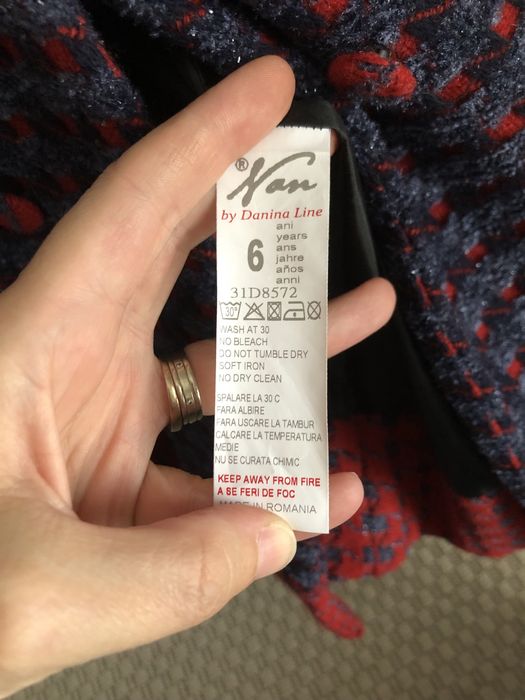 ® Nan
by Danina Line
6
ani
years
ans
jahre
años
anni
31D8572
30°
WASH AT 30
NO BLEACH
DO NOT TUMBLE DRY
SOFT IRON
NO DRY CLEAN
SPALARE LA 30 C
FARA ALBIRE
FARA USCARE LA TAMBUR
CALCARE LA TEMPERATURA
MEDIE
NU SE CURATA CHIMIC
KEEP AWAY FROM FIRE
A SE FERI DE FOC
MADE IN ROMANIA